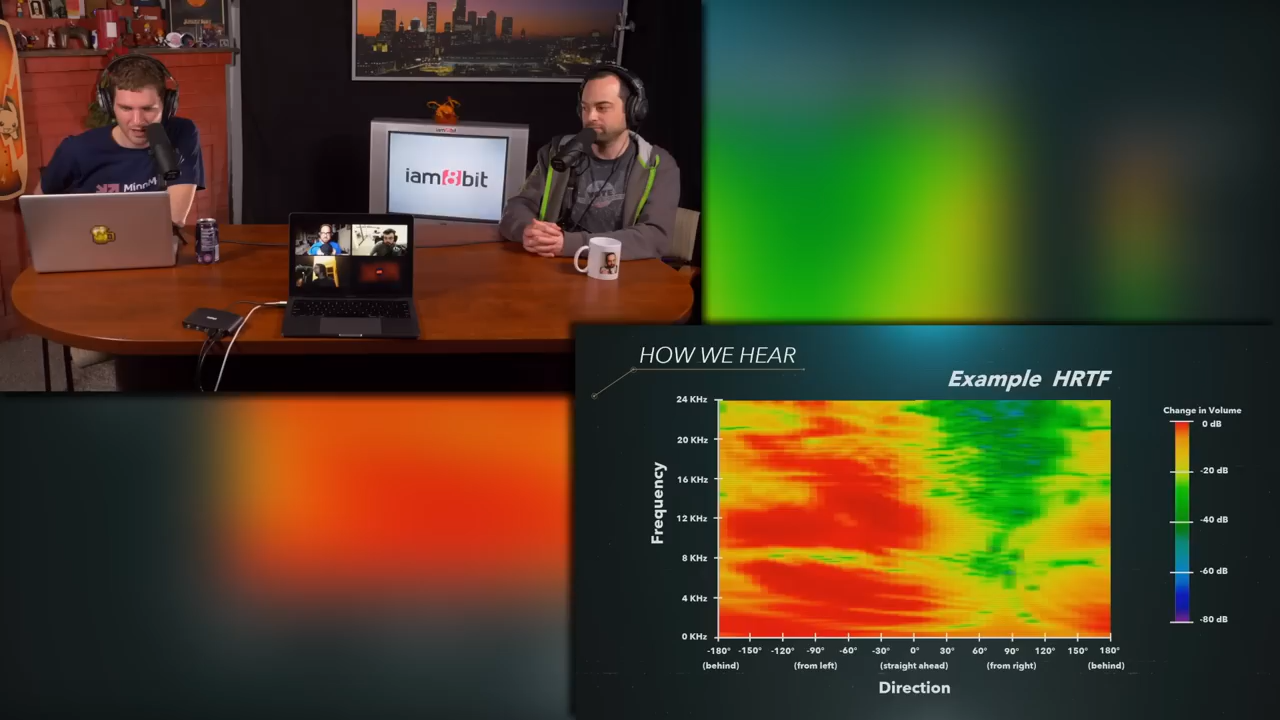 iam8bit
iam8bit
HOW WE HEAR
Example HRTF
Change in Volume
0 dB
-20 dB
-40 dB
-60 dB
-80 dB
Frequency
24 KHz
20 KHz
16 KHz
12 KHz
8 KHz
4 KHz
0 KHz
-180° -150° -120° -90° -60° -30° 0° 30° 60° 90° 120° 150° 180°
(behind) (from left) (straight ahead) (from right) (behind)
Direction